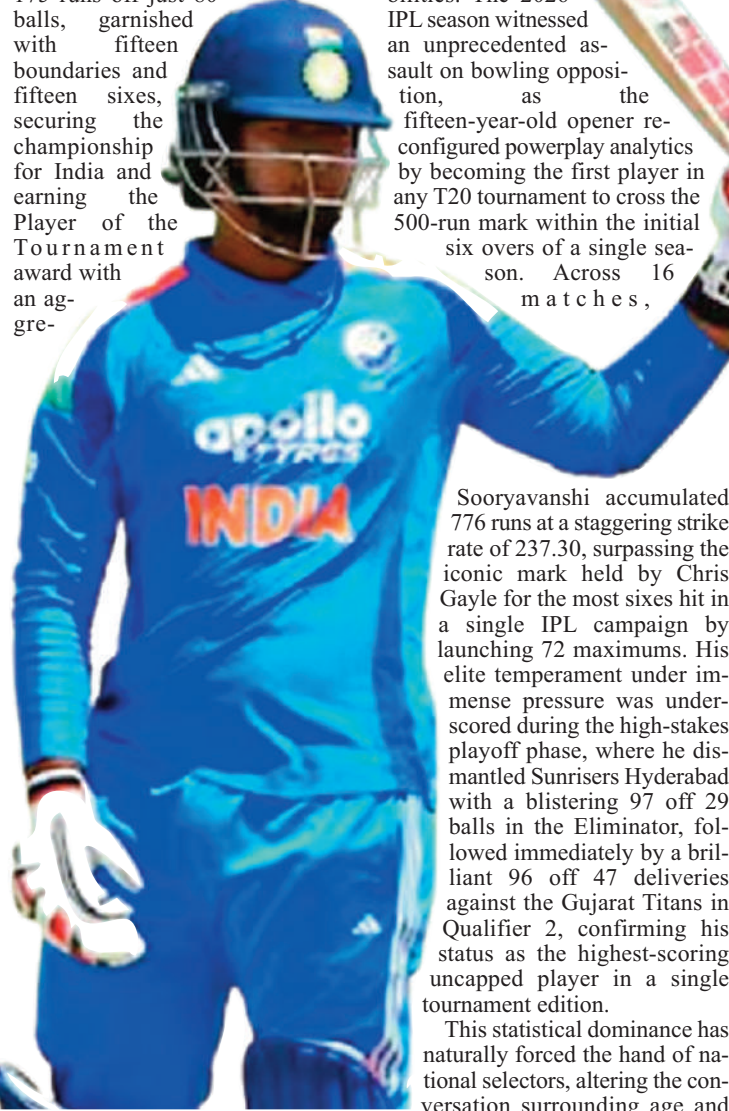 runs off just
balls, garnished
with fifteen
boundaries and
fifteen sixes,
securing the
championship
for India and
earning the
Player of the
Tournament
award with
an ag-
gre-
bilities. The
IPL season witnessed
an unprecedented as-
sault on bowling opposi-
tion, as the
fifteen-year-old opener re-
configured powerplay analytics
by becoming the first player in
any T20 tournament to cross the
500-run mark within the initial
six overs of a single sea-
son. Across 16
matches,
apollo
TYRES
INDIA
Sooryavanshi accumulated
776 runs at a staggering strike
rate of 237.30, surpassing the
iconic mark held by Chris
Gayle for the most sixes hit in
a single IPL campaign by
launching 72 maximums. His
elite temperament under im-
mense pressure was under-
scored during the high-stakes
playoff phase, where he dis-
mantled Sunrisers Hyderabad
with a blistering 97 off 29
balls in the Eliminator, fol-
lowed immediately by a bril-
liant 96 off 47 deliveries
against the Gujarat Titans in
Qualifier 2, confirming his
status as the highest-scoring
uncapped player in a single
tournament edition.
This statistical dominance has
naturally forced the hand of na-
tional selectors, altering the con-
versation surrounding age and